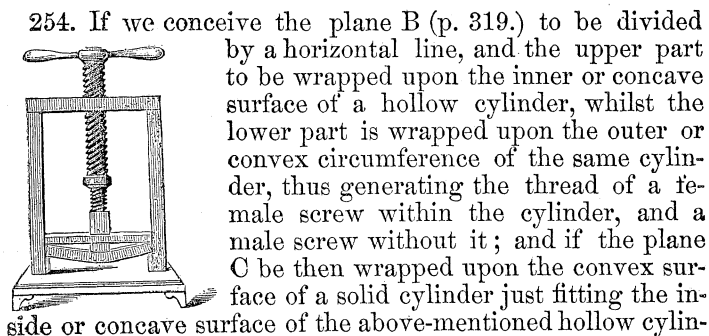 254. If we conceive the plane B (p. 319.) to be divided
by a horizontal line, and the upper part
to be wrapped upon the inner or concave
surface of a hollow cylinder, whilst the
lower part is wrapped upon the outer or
convex circumference of the same cylin-
der, thus generating the thread of a fe-
male screw within the cylinder, and a
male screw without it; and if the plane
C be then wrapped upon the convex sur-
face of a solid cylinder just fitting the in-
side or concave surface of the above-mentioned hollow cylin-